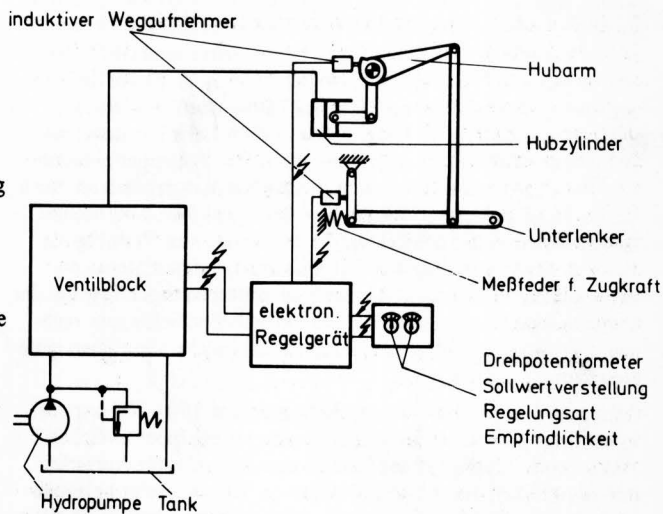 induktiver Wegaufnehmer
Hubarm
Hubzylinder
g
Unterlenker
Meßfeder f. Zugkraft
Ventilblock
elektron.
Regelgerät
e
Drehpotentiometer
Sollwertverstellung
Regelungsart
Empfindlichkeit
Hydropumpe
Tank